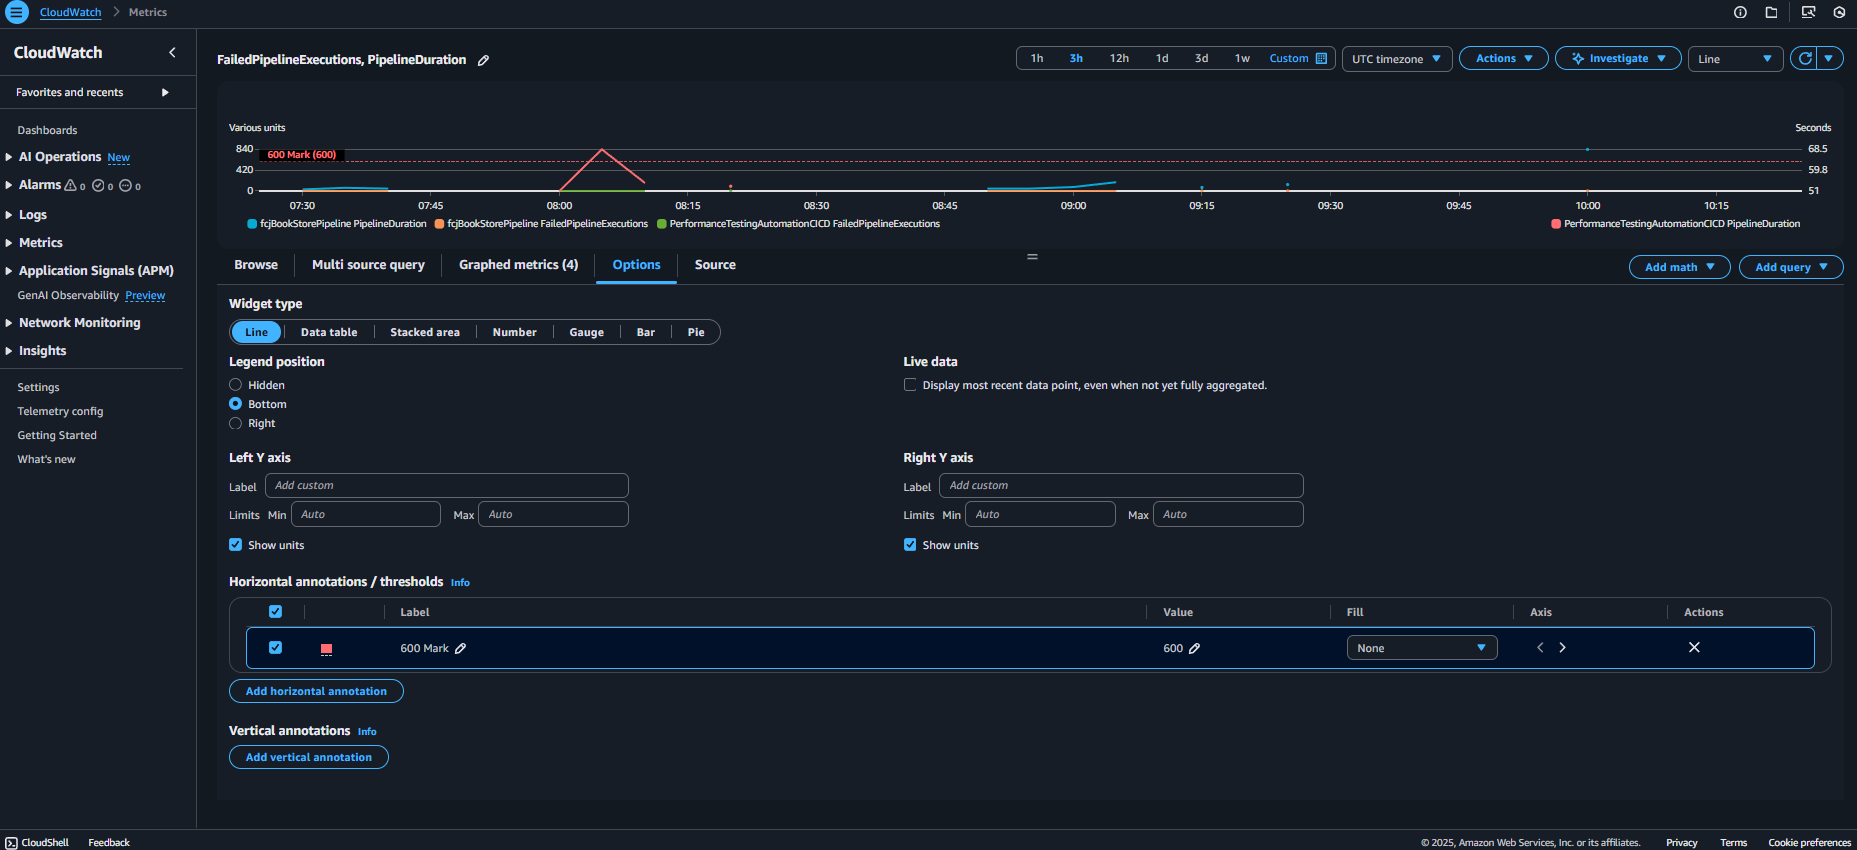 CloudWatch > Metrics
CloudWatch
Favorites and recents
Dashboards
AI Operations New
Alarms 0 0 0
Logs
Metrics
Application Signals (APM)
GenAI Observability Preview
Network Monitoring
Insights
Settings
Telemetry config
Getting Started
What's new
FailedPipelineExecutions, PipelineDuration
1h 3h 12h 1d 3d 1w Custom UTC timezone Actions Investigate Line
Various units Seconds
840 600 Mark (600) 68.5
420 59.8
0 51
07:30 07:45 08:00 08:15 08:30 08:45 09:00 09:15 09:30 09:45 10:00 10:15
fcjBookStorePipeline PipelineDuration fcjBookStorePipeline FailedPipelineExecutions PerformanceTestingAutomationCICD FailedPipelineExecutions PerformanceTestingAutomationCICD PipelineDuration
Browse Multi source query Graphed metrics (4) Options Source Add math Add query
Widget type
Line Data table Stacked area Number Gauge Bar Pie
Legend position
Hidden
Bottom
Right
Live data
Display most recent data point, even when not yet fully aggregated.
Left Y axis
Label Add custom
Limits Min Auto Max Auto
Show units
Right Y axis
Label Add custom
Limits Min Auto Max Auto
Show units
Horizontal annotations / thresholds Info
Label Value Fill Axis Actions
600 Mark 600 None < > X
Add horizontal annotation
Vertical annotations Info
Add vertical annotation
CloudShell Feedback © 2025, Amazon Web Services, Inc. or its affiliates. Privacy Terms Cookie preferences